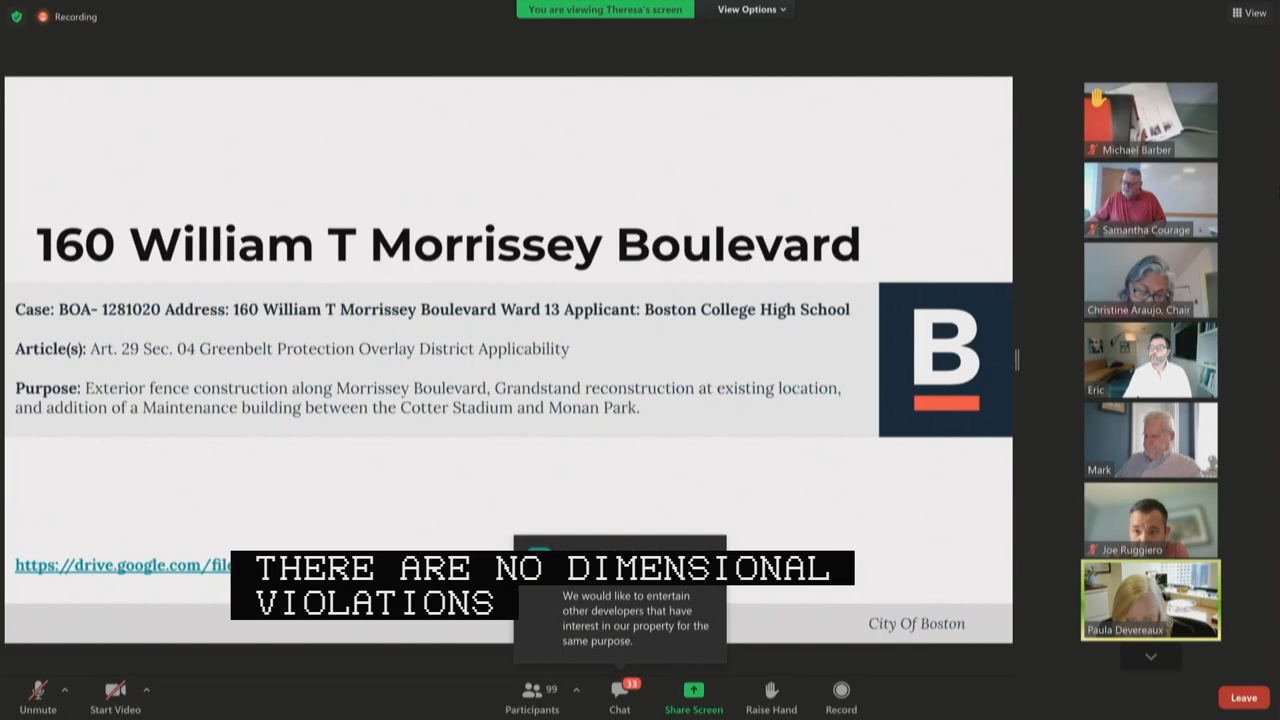 Recording
You are viewing Theresa's screen
View Options
View
160 William T Morrissey Boulevard
Case: BOA- 1281020 Address: 160 William T Morrissey Boulevard Ward 13 Applicant: Boston College High School
Article(s): Art. 29 Sec. 04 Greenbelt Protection Overlay District Applicability
Purpose: Exterior fence construction along Morrissey Boulevard, Grandstand reconstruction at existing location,
and addition of a Maintenance building between the Cotter Stadium and Monan Park.
B
https://drive.google.com/file
THERE ARE NO DIMENSIONAL
VIOLATIONS
We would like to entertain
other developers that have
interest in our property for the
same purpose.
City Of Boston
Michael Barber
Samantha Courage
Christine Araujo, Chair
Eric
Mark
Joe Ruggiero
Paula Devereaux
Unmute
Start Video
99
Participants
33
Chat
Share Screen
Raise Hand
Record
Leave